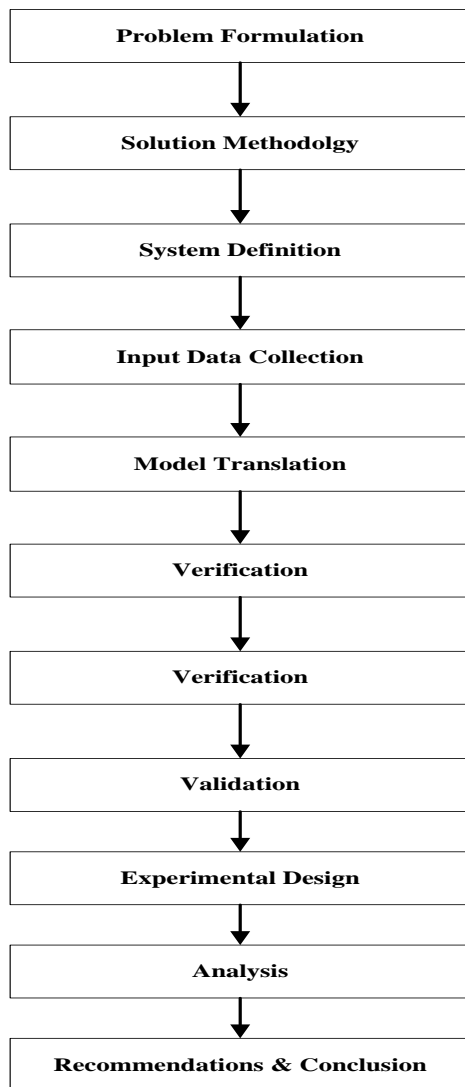 Problem Formulation
Solution Methodolgy
System Definition
Input Data Collection
Model Translation
Verification
Verification
Validation
Experimental Design
Analysis
Recommendations & Conclusion